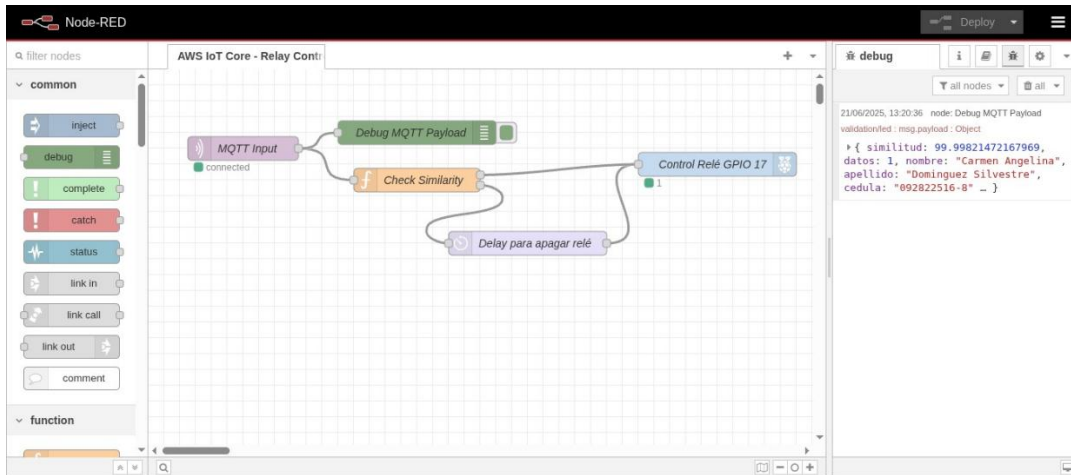 Node-RED
Deploy
filter nodes
AWS IoT Core - Relay Contr
debug
i
all nodes
all
common
inject
debug
complete
catch
status
link in
link call
link out
comment
function
MQTT Input
connected
Debug MQTT Payload
Check Similarity
Control Relé GPIO 17
1
Delay para apagar relé
21/06/2025, 13:20:36 node: Debug MQTT Payload
validation/led : msg.payload : Object
{ similitud: 99.99821472167969,
datos: 1, nombre: "Carmen Angelina",
apellido: "Dominguez Silvestre",
cedula: "092822516-8" … }